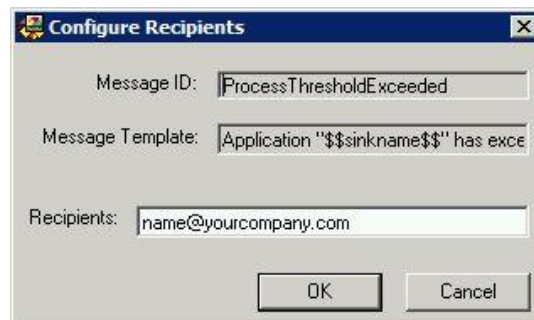 Configure Recipients
Message ID: ProcessThresholdExceeded
Message Template: Application "$$sinkname$$" has exce
Recipients: name@yourcompany.com
OK Cancel